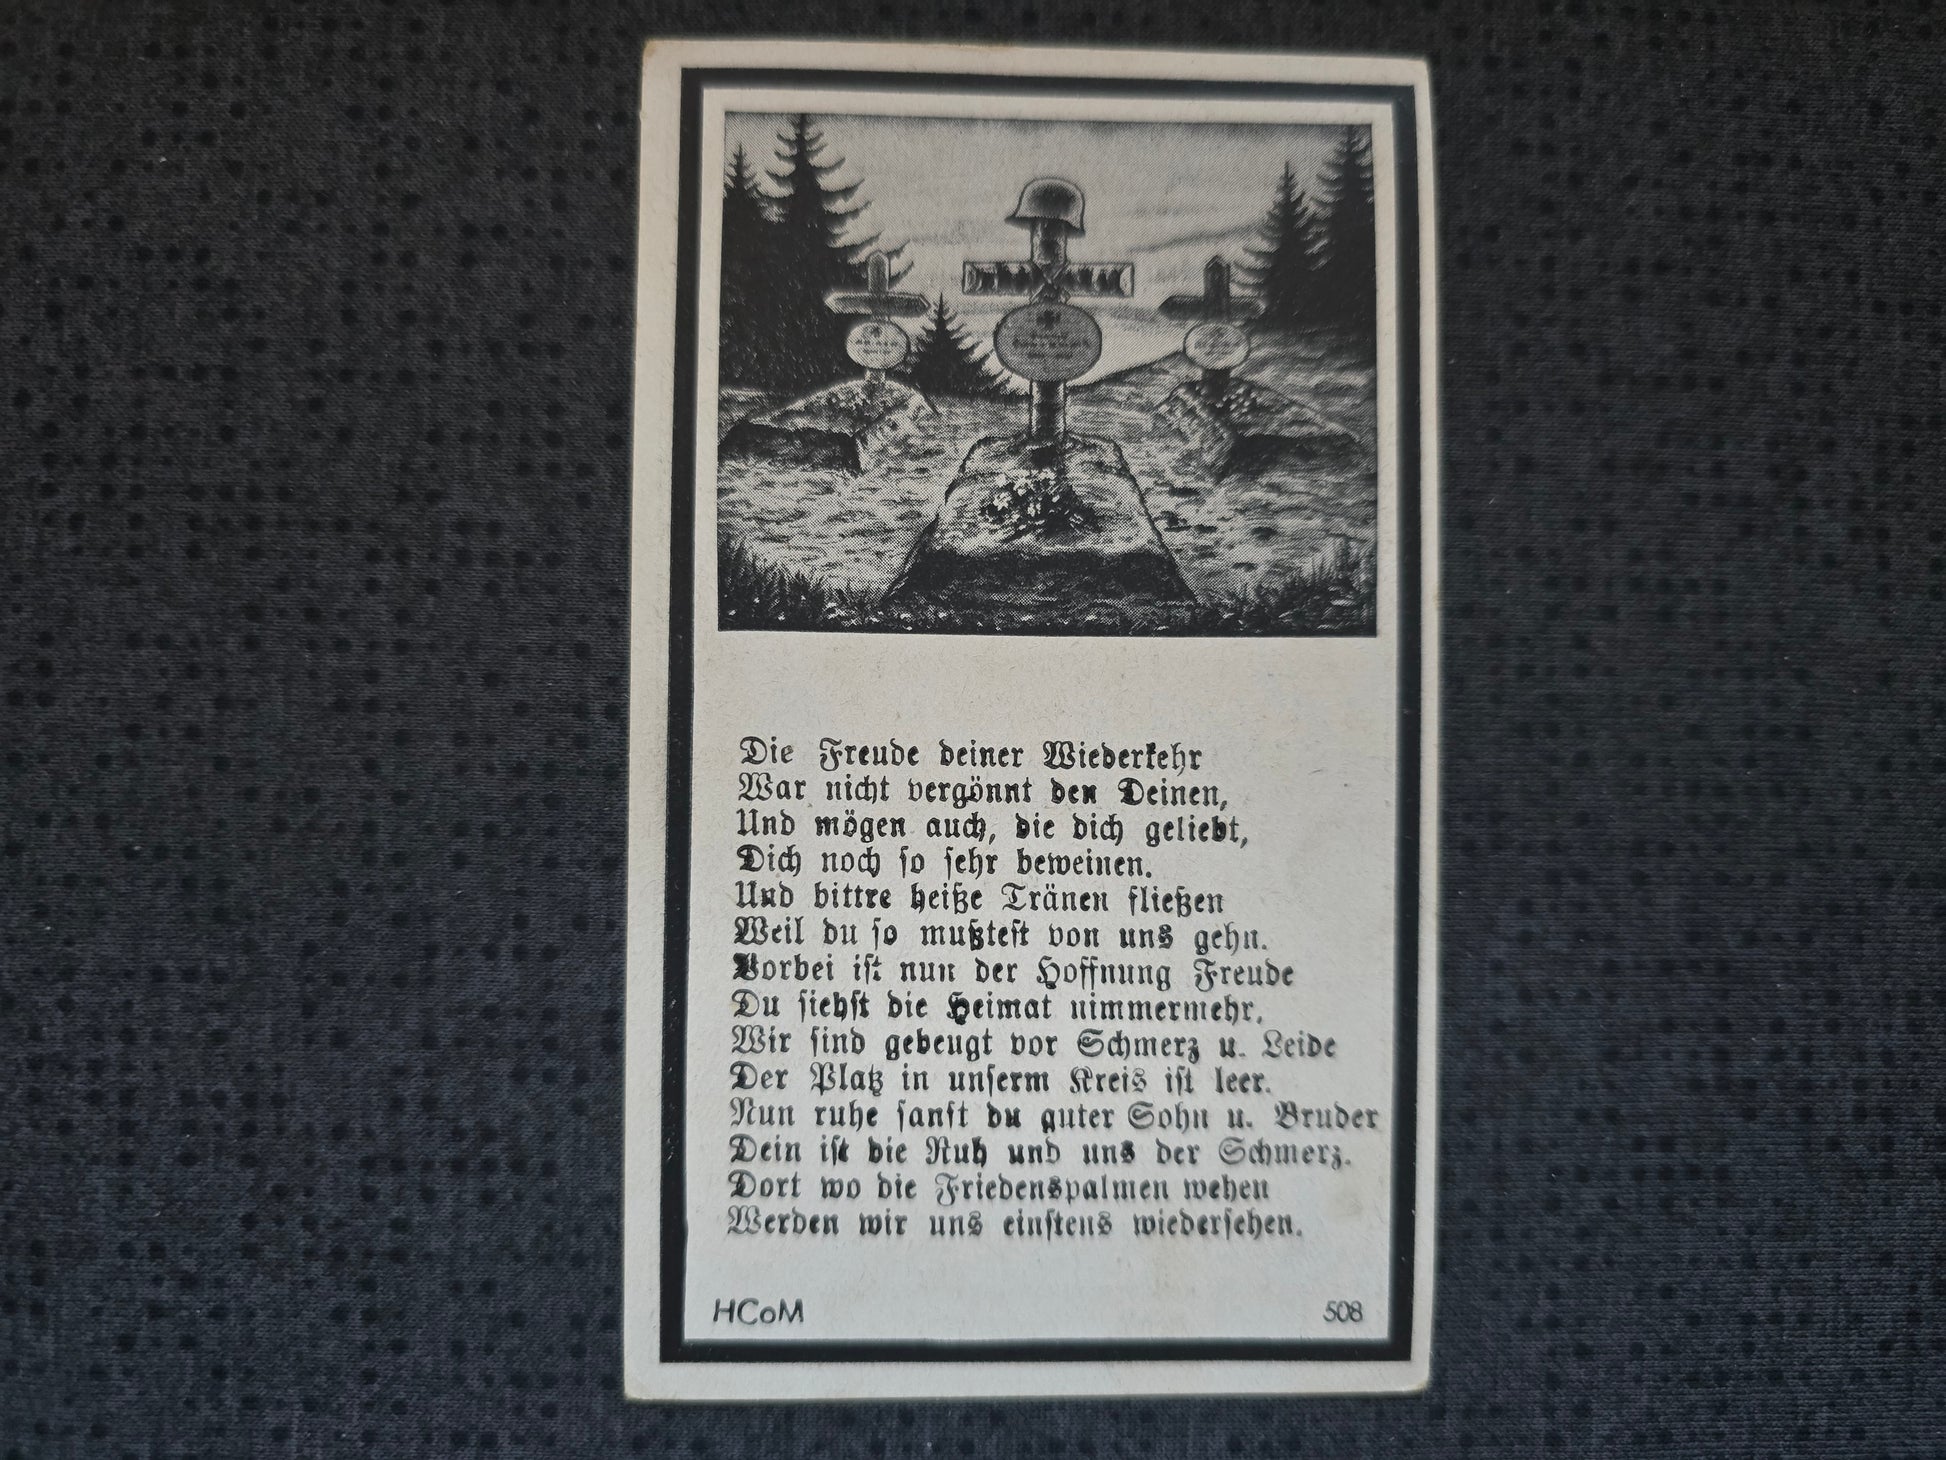 Die Freude deiner Wiederkehr
War nicht vergönnt den Deinen,
Und mögen auch, die dich geliebt,
Dich noch so sehr beweinen.
Und bittre heiße Tränen fließen
Weil du so mußtest von uns gehn.
Vorbei ist nun der Hoffnung Freude
Du siehst die Heimat nimmermehr.
Wir sind gebeugt vor Schmerz u. Leide
Der Platz in unserm Kreis ist leer.
Nun ruhe sanft du guter Sohn u. Bruder
Dein ist die Ruh und uns der Schmerz.
Dort wo die Friedenspalmen wehen
Werden wir uns einstens wiedersehen.
HCoM 508